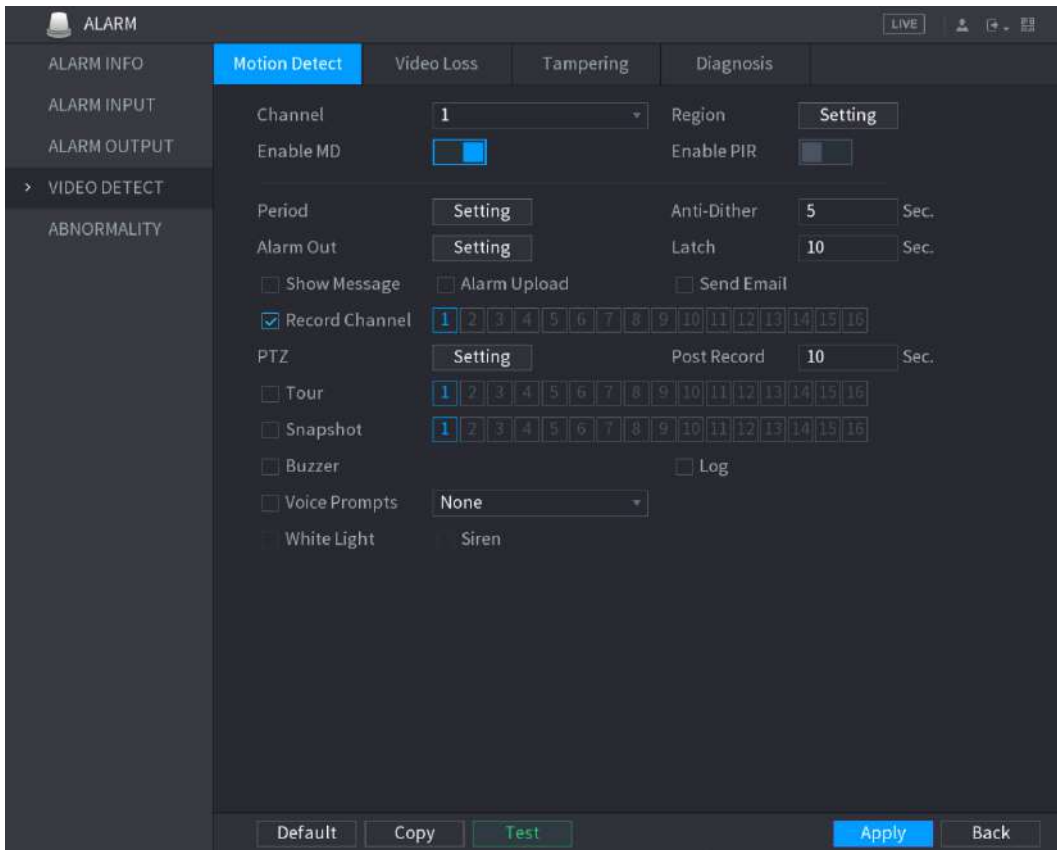 ALARM LIVE
ALARM INFO
ALARM INPUT
ALARM OUTPUT
> VIDEO DETECT
ABNORMALITY
Motion Detect Video Loss Tampering Diagnosis
Channel 1 Region Setting
Enable MD Enable PIR
Period Setting Anti-Dither 5 Sec.
Alarm Out Setting Latch 10 Sec.
Show Message Alarm Upload Send Email
Record Channel 1 2 3 4 5 6 7 8 9 10 11 12 13 14 15 16
PTZ Setting Post Record 10 Sec.
Tour 1 2 3 4 5 6 7 8 9 10 11 12 13 14 15 16
Snapshot 1 2 3 4 5 6 7 8 9 10 11 12 13 14 15 16
Buzzer Log
Voice Prompts None
White Light Siren
Default Copy Test Apply Back